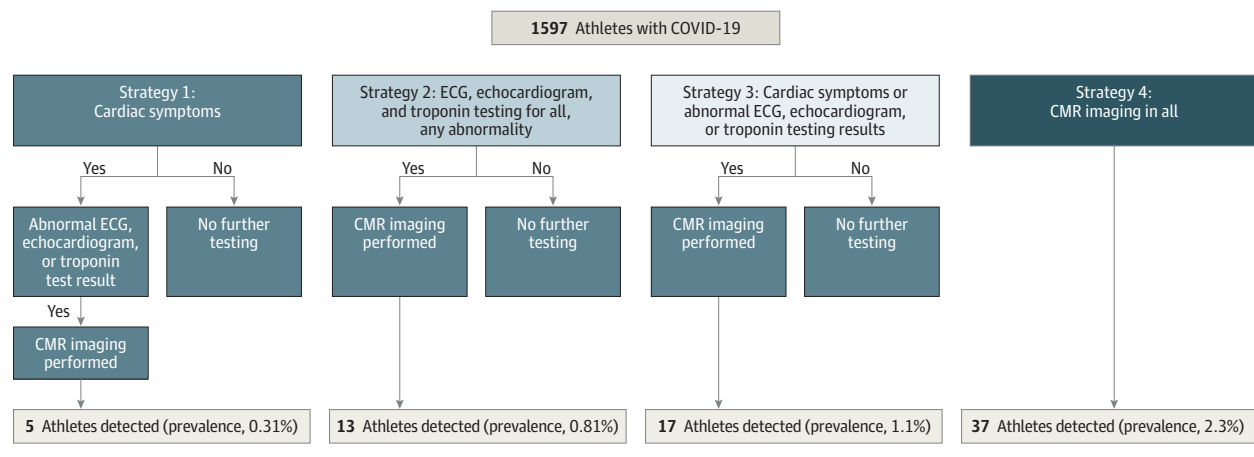 1597 Athletes with COVID-19
Strategy 1:
Cardiac symptoms
Strategy 2: ECG, echocardiogram,
and troponin testing for all,
any abnormality
Strategy 3: Cardiac symptoms or
abnormal ECG, echocardiogram,
or troponin testing results
Strategy 4:
CMR imaging in all
Yes
No
Yes
No
Yes
No
Abnormal ECG,
echocardiogram,
or troponin
test result
No further
testing
CMR imaging
performed
No further
testing
CMR imaging
performed
No further
testing
Yes
CMR imaging
performed
5 Athletes detected (prevalence, 0.31%)
13 Athletes detected (prevalence, 0.81%)
17 Athletes detected (prevalence, 1.1%)
37 Athletes detected (prevalence, 2.3%)